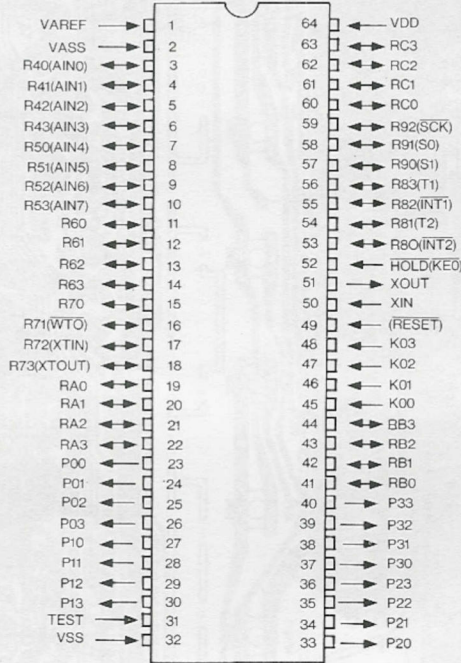 VAREF 1 64 VDD
VASS 2 63 RC3
R40(AIN0) 3 62 RC2
R41(AIN1) 4 61 RC1
R42(AIN2) 5 60 RC0
R43(AIN3) 6 59 R92(SCK)
R50(AIN4) 7 58 R91(S0)
R51(AIN5) 8 57 R90(S1)
R52(AIN6) 9 56 R83(T1)
R53(AIN7) 10 55 R82(INT1)
R60 11 54 R81(T2)
R61 12 53 R8O(INT2)
R62 13 52 HOLD(KE0)
R63 14 51 XOUT
R70 15 50 XIN
R71(WTO) 16 49 (RESET)
R72(XTIN) 17 48 K03
R73(XTOUT) 18 47 K02
RA0 19 46 K01
RA1 20 45 K00
RA2 21 44 BB3
RA3 22 43 RB2
P00 23 42 RB1
P01 24 41 RB0
P02 25 40 P33
P03 26 39 P32
P10 27 38 P31
P11 28 37 P30
P12 29 36 P23
P13 30 35 P22
TEST 31 34 P21
VSS 32 33 P20